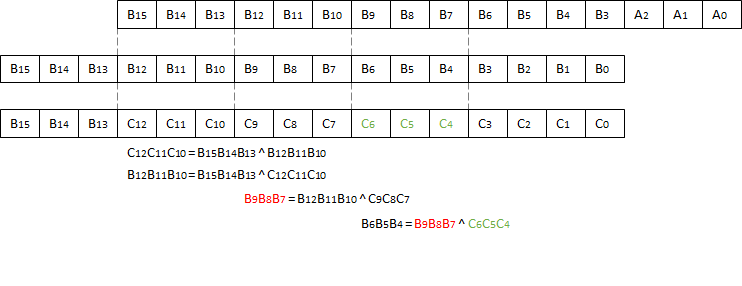 B15 B14 B13 B12 B11 B10 B9 B8 B7 B6 B5 B4 B3 A2 A1 A0
B15 B14 B13 B12 B11 B10 B9 B8 B7 B6 B5 B4 B3 B2 B1 B0
B15 B14 B13 C12 C11 C10 C9 C8 C7 C6 C5 C4 C3 C2 C1 C0
C12C11C10 = B15B14B13 ^ B12B11B10
B12B11B10 = B15B14B13 ^ C12C11C10
B9B8B7 = B12B11B10 ^ C9C8C7
B6B5B4 = B9B8B7 ^ C6C5C4